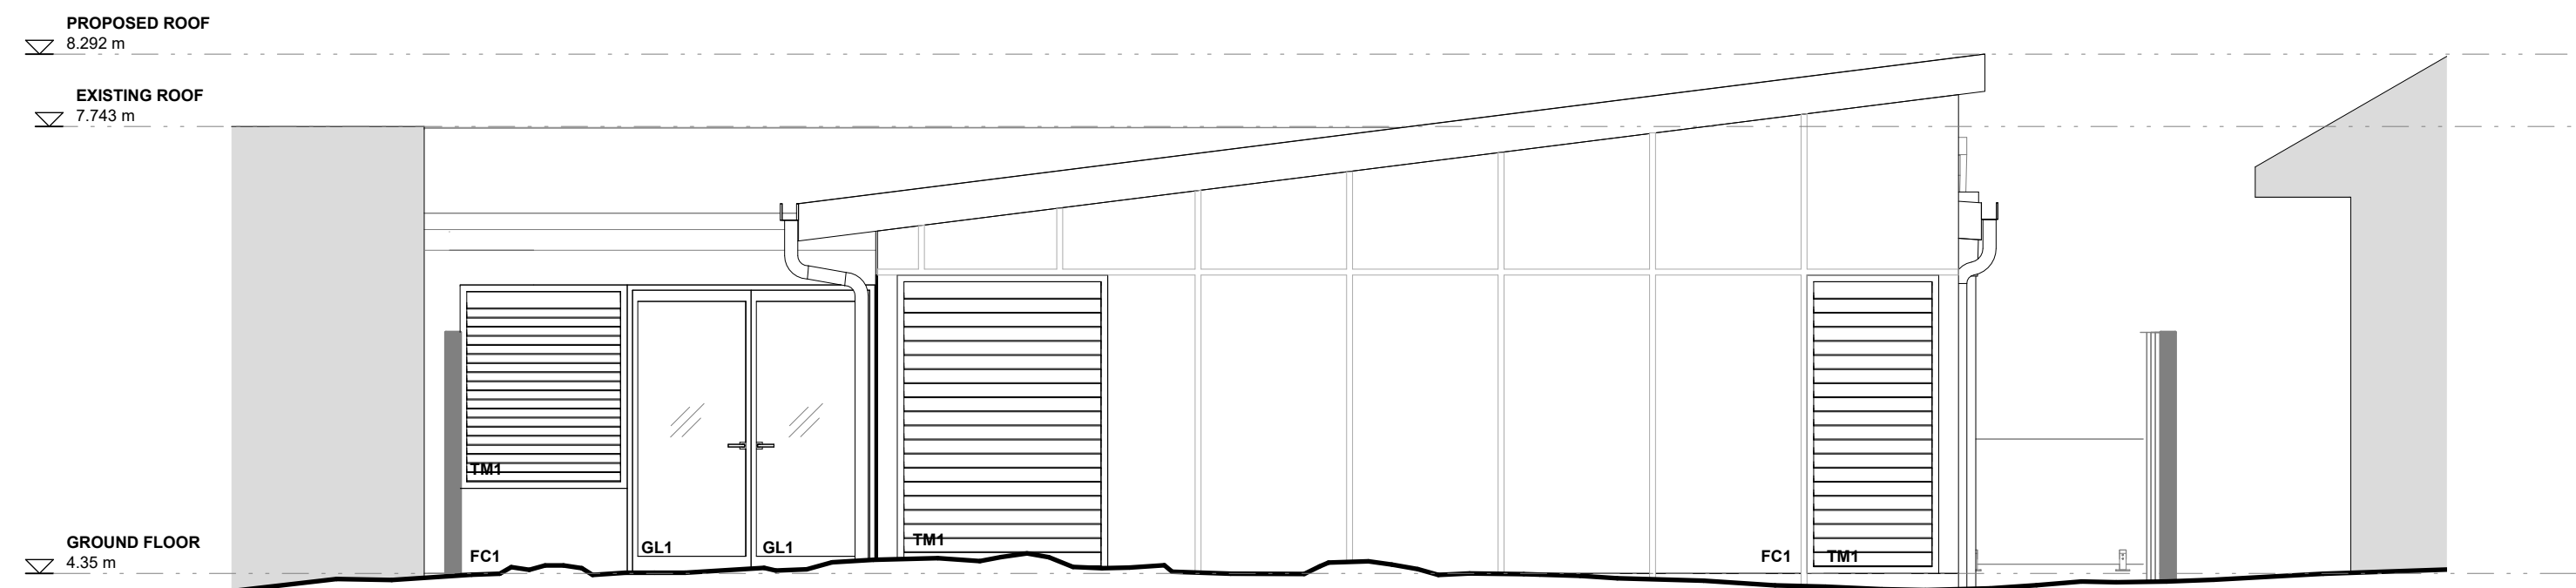 PROPOSED ROOF
8.292 m
EXISTING ROOF
7.743 m
TM1
GROUND FLOOR
4.35 m
FC1
GL1
GL1
TM1
FC1
TM1